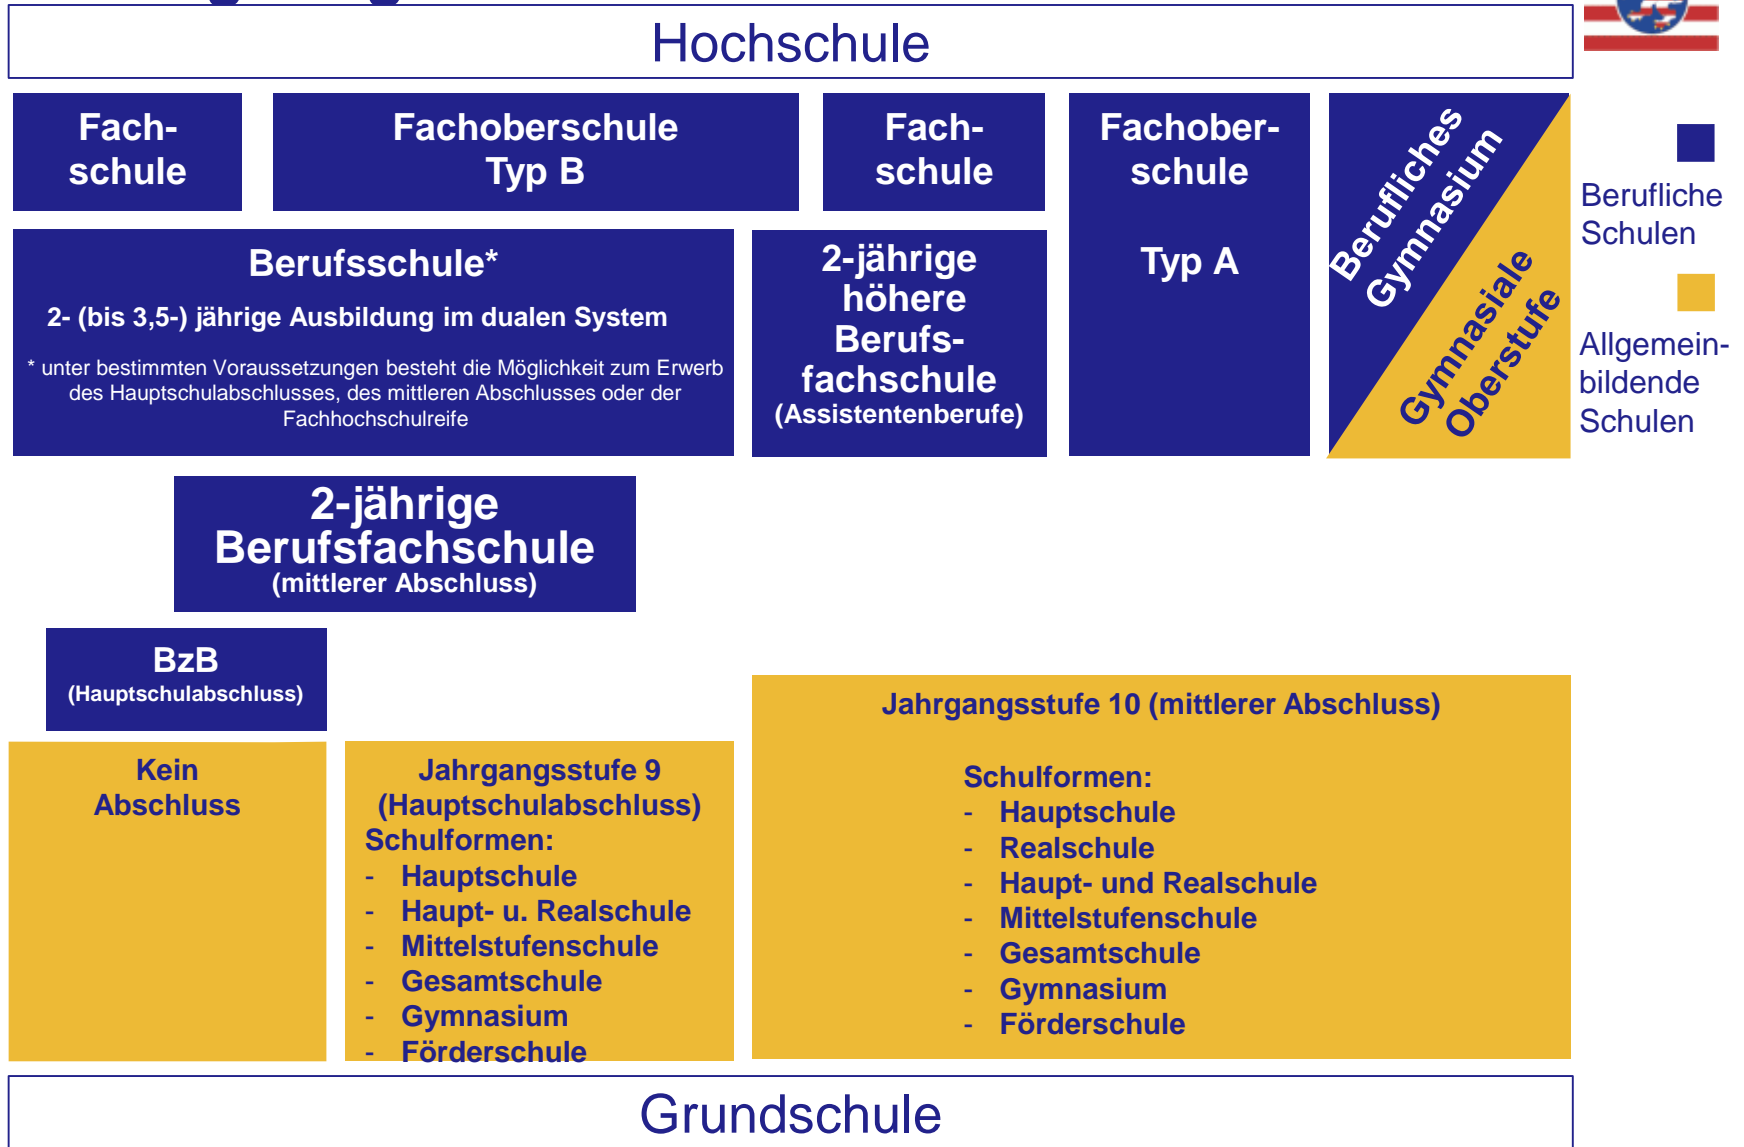 Hochschule
Fach-
schule
Fachoberschule
Typ B
Fach-
schule
Fachober-
schule
Typ A
Berufliches
Gymnasium
Gymnasiale
Oberstufe
Berufliche
Schulen
Allgemein-
bildende
Schulen
Berufsschule*
2- (bis 3,5-) jährige Ausbildung im dualen System
* unter bestimmten Voraussetzungen besteht die Möglichkeit zum Erwerb
des Hauptschulabschlusses, des mittleren Abschlusses oder der
Fachhochschulreife
2-jährige
höhere
Berufs-
fachschule
(Assistentenberufe)
2-jährige
Berufsfachschule
(mittlerer Abschluss)
BzB
(Hauptschulabschluss)
Kein
Abschluss
Jahrgangsstufe 9
(Hauptschulabschluss)
Schulformen:
- Hauptschule
- Haupt- u. Realschule
- Mittelstufenschule
- Gesamtschule
- Gymnasium
- Förderschule
Jahrgangsstufe 10 (mittlerer Abschluss)
Schulformen:
- Hauptschule
- Realschule
- Haupt- und Realschule
- Mittelstufenschule
- Gesamtschule
- Gymnasium
- Förderschule
Grundschule